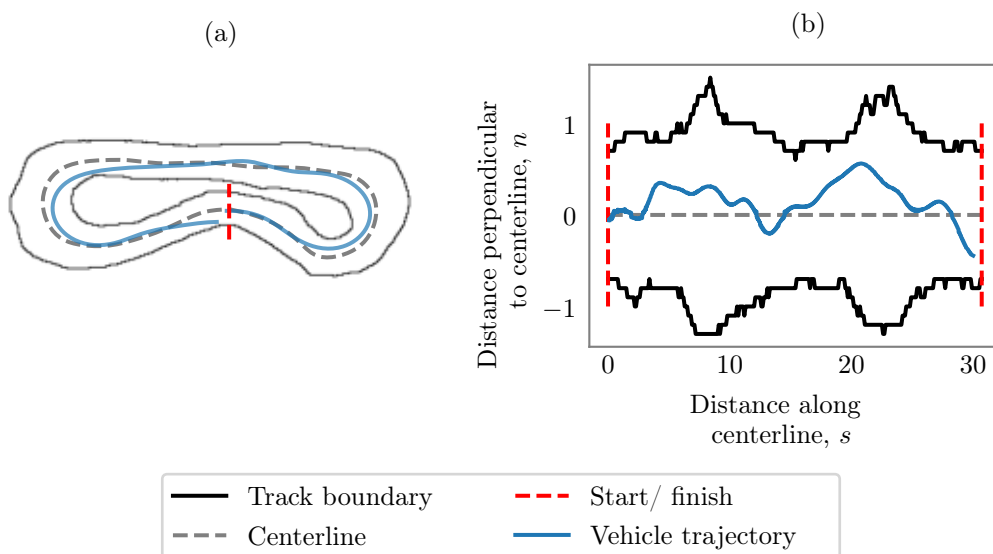 (a)
(b)
Distance perpendicular
to centerline, n
1
0
−1
0
10
20
30
Distance along
centerline, s
Track boundary
Centerline
Start/ finish
Vehicle trajectory